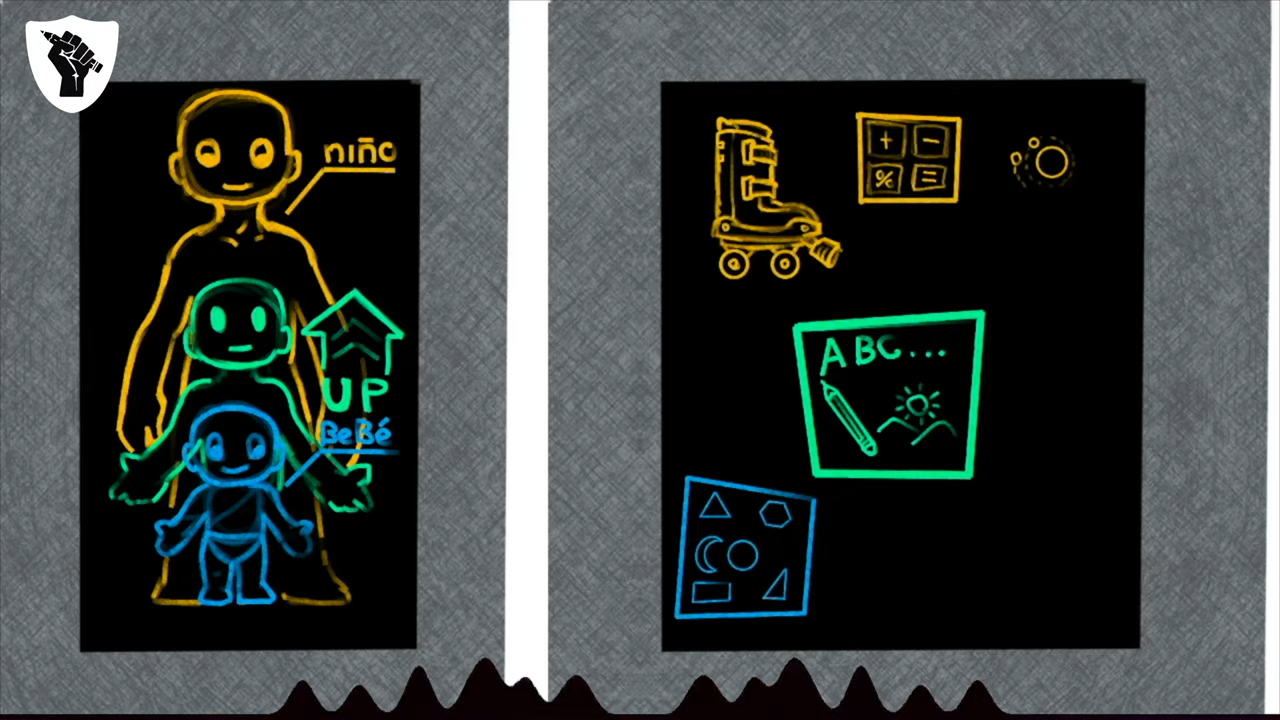 niño
UP
BeBé
+ -
% =
ABC...